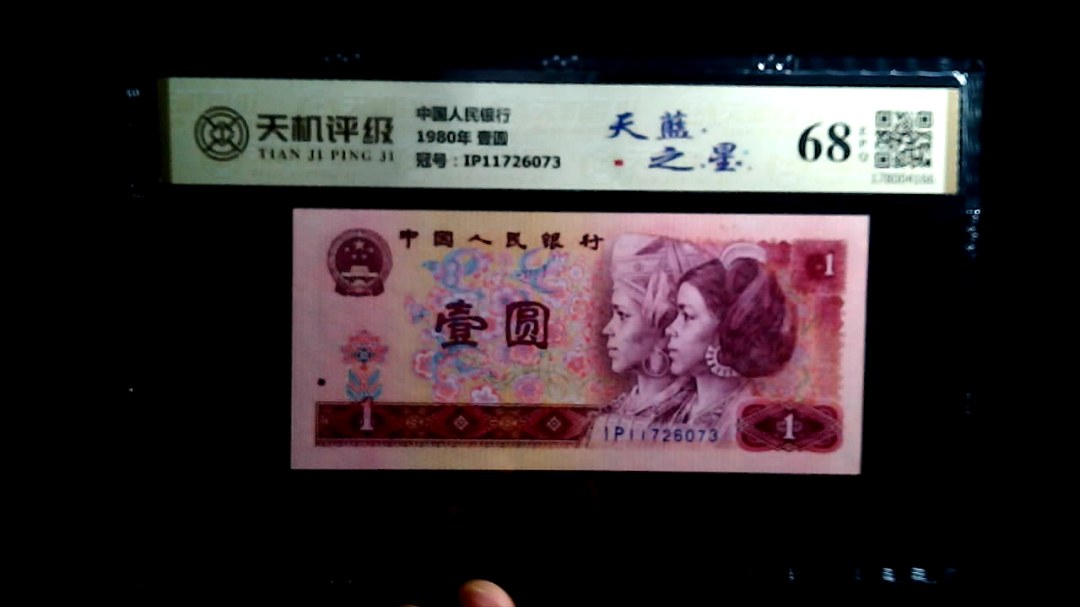 天机评级
TIAN JI PING JI
中国人民银行
1980年 壹圆
冠号：IP11726073
天蓝
之星
68
EPQ
中国人民银行
1
壹圆
1
IP11726073
1